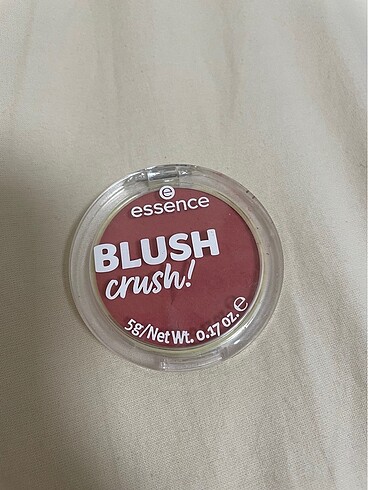 e
essence
BLUSH
crush!
5g/Net Wt. 0.17 oz. ℮